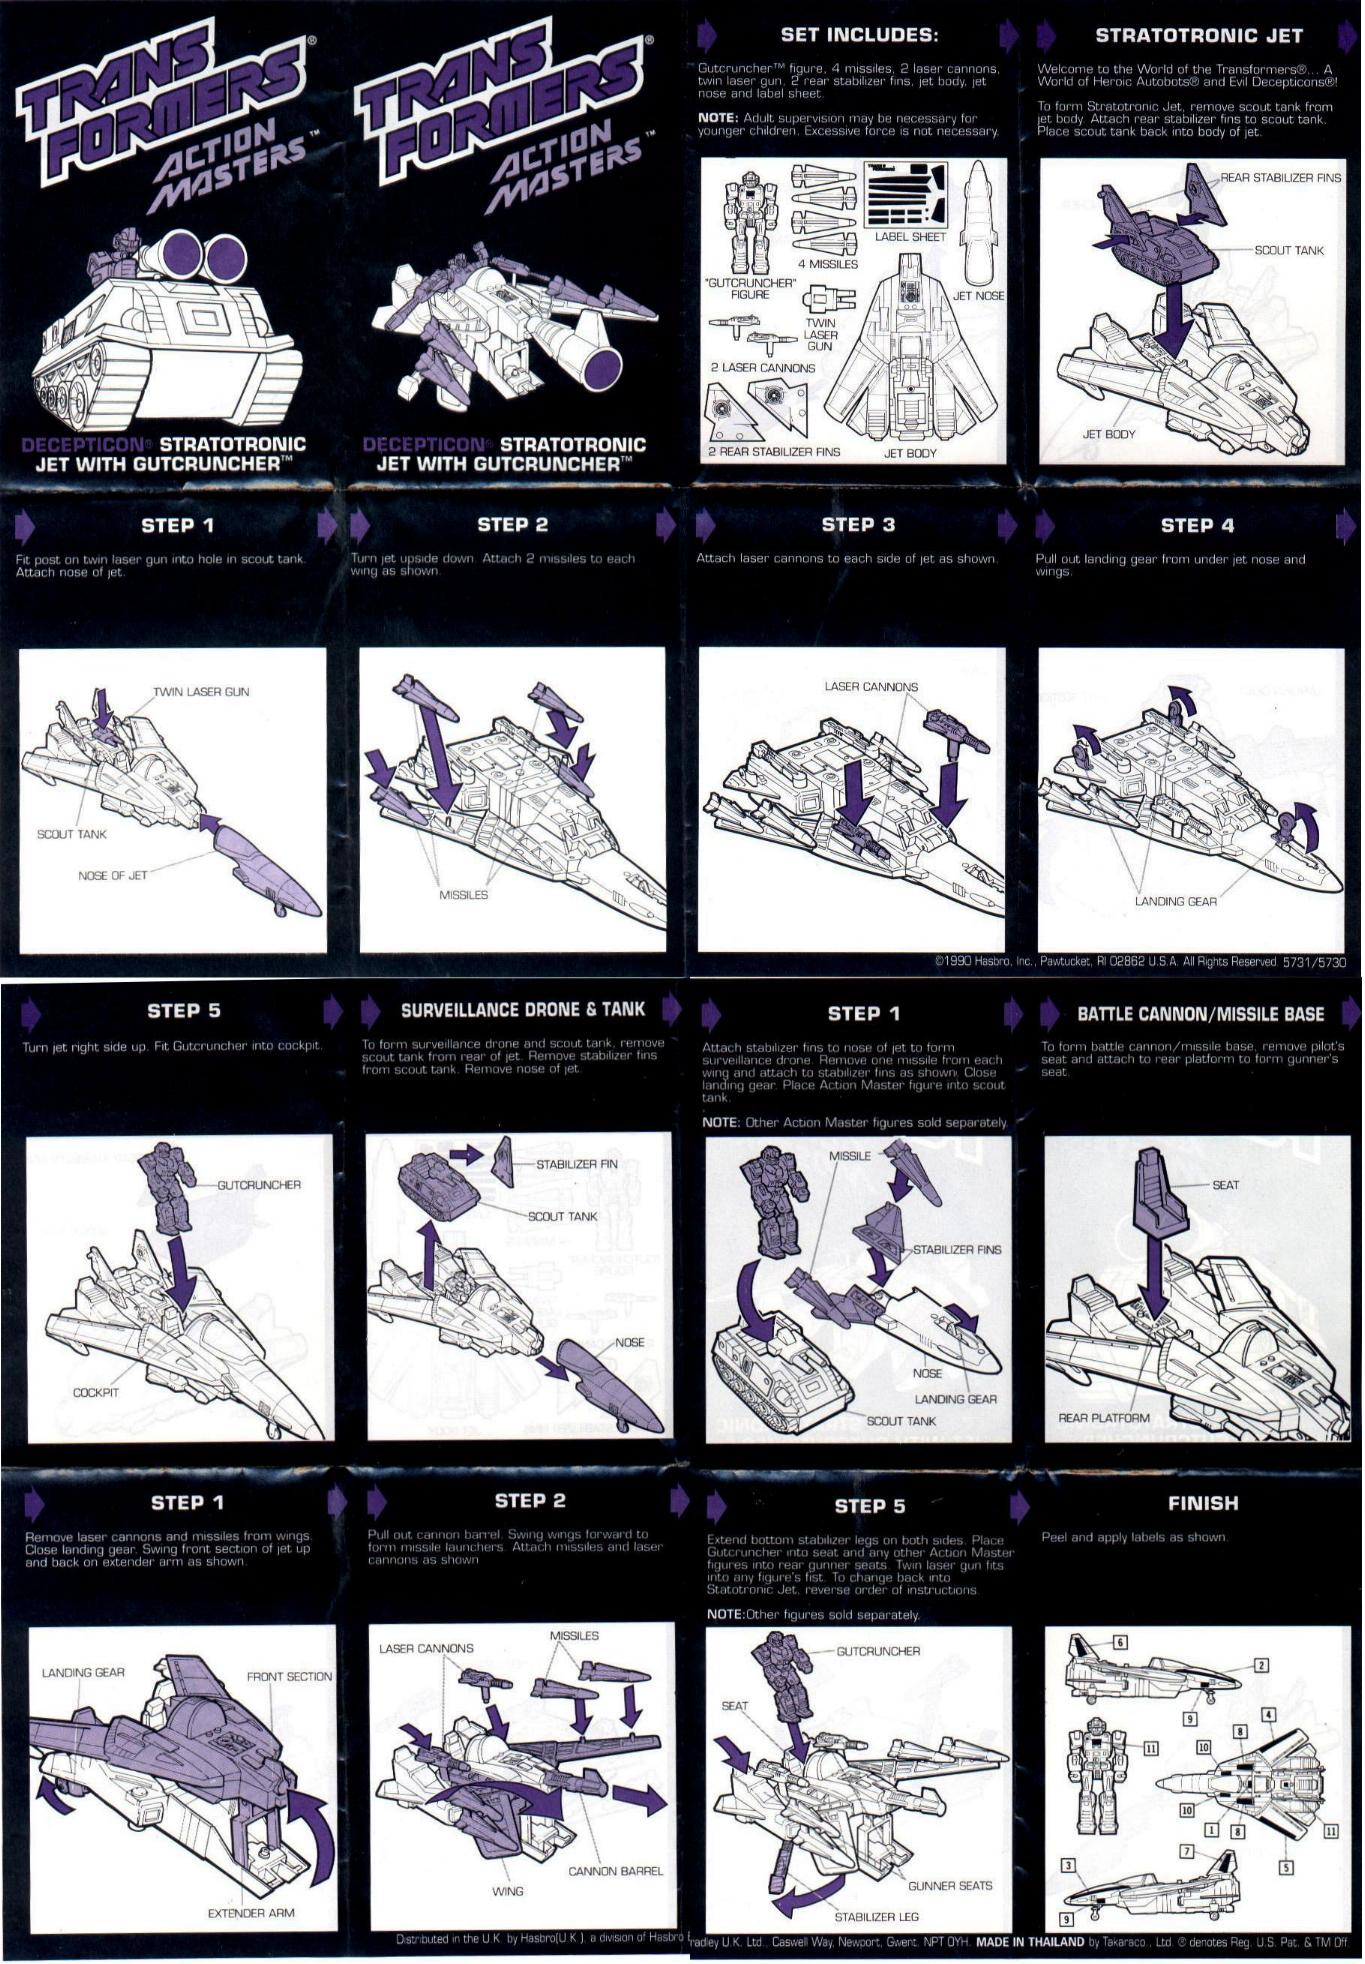 TRANS
FORMERS®
ACTION
MASTERS™
DECEPTICON® STRATOTRONIC
JET WITH GUTCRUNCHER™
TRANS
FORMERS®
ACTION
MASTERS™
DECEPTICON® STRATOTRONIC
JET WITH GUTCRUNCHER™
SET INCLUDES:
Gutcruncher™ figure, 4 missiles, 2 laser cannons,
twin laser gun, 2 rear stabilizer fins, jet body, jet
nose and label sheet.
NOTE: Adult supervision may be necessary for
younger children. Excessive force is not necessary.
LABEL SHEET
4 MISSILES
"GUTCRUNCHER"
FIGURE
JET NOSE
TWIN
LASER
GUN
2 LASER CANNONS
2 REAR STABILIZER FINS
JET BODY
STRATOTRONIC JET
Welcome to the World of the Transformers®... A
World of Heroic Autobots® and Evil Decepticons®!
To form Stratotronic Jet, remove scout tank from
jet body. Attach rear stabilizer fins to scout tank.
Place scout tank back into body of jet.
REAR STABILIZER FINS
SCOUT TANK
JET BODY
STEP 1
Fit post on twin laser gun into hole in scout tank.
Attach nose of jet.
TWIN LASER GUN
SCOUT TANK
NOSE OF JET
STEP 2
Turn jet upside down. Attach 2 missiles to each
wing as shown.
MISSILES
STEP 3
Attach laser cannons to each side of jet as shown.
LASER CANNONS
STEP 4
Pull out landing gear from under jet nose and
wings.
LANDING GEAR
©1990 Hasbro, Inc., Pawtucket, RI 02862 U.S.A. All Rights Reserved. 5731/5730
STEP 5
Turn jet right side up. Fit Gutcruncher into cockpit.
GUTCRUNCHER
COCKPIT
SURVEILLANCE DRONE & TANK
To form surveillance drone and scout tank, remove
scout tank from rear of jet. Remove stabilizer fins
from scout tank. Remove nose of jet.
STABILIZER FIN
SCOUT TANK
NOSE
STEP 1
Attach stabilizer fins to nose of jet to form
surveillance drone. Remove one missile from each
wing and attach to stabilizer fins as shown. Close
landing gear. Place Action Master figure into scout
tank.
NOTE: Other Action Master figures sold separately.
MISSILE
STABILIZER FINS
NOSE
LANDING GEAR
SCOUT TANK
BATTLE CANNON/MISSILE BASE
To form battle cannon/missile base, remove pilot's
seat and attach to rear platform to form gunner's
seat.
SEAT
REAR PLATFORM
STEP 1
Remove laser cannons and missiles from wings.
Close landing gear. Swing front section of jet up
and back on extender arm as shown.
LANDING GEAR
FRONT SECTION
EXTENDER ARM
STEP 2
Pull out cannon barrel. Swing wings forward to
form missile launchers. Attach missiles and laser
cannons as shown
MISSILES
LASER CANNONS
CANNON BARREL
WING
STEP 5
Extend bottom stabilizer legs on both sides. Place
Gutcruncher into seat and any other Action Master
figures into rear gunner seats. Twin laser gun fits
into any figure's fist. To change back into
Statotronic Jet, reverse order of instructions.
NOTE:Other figures sold separately.
GUTCRUNCHER
SEAT
GUNNER SEATS
STABILIZER LEG
FINISH
Peel and apply labels as shown.
6
2
9
4
8
11
10
10
1
8
11
5
7
3
9
Distributed in the U.K. by Hasbro(U.K.), a division of Hasbro radley U.K. Ltd., Caswell Way, Newport, Gwent. NPT OYH. MADE IN THAILAND by Takaraco., Ltd. ® denotes Reg. U.S. Pat. & TM Off.